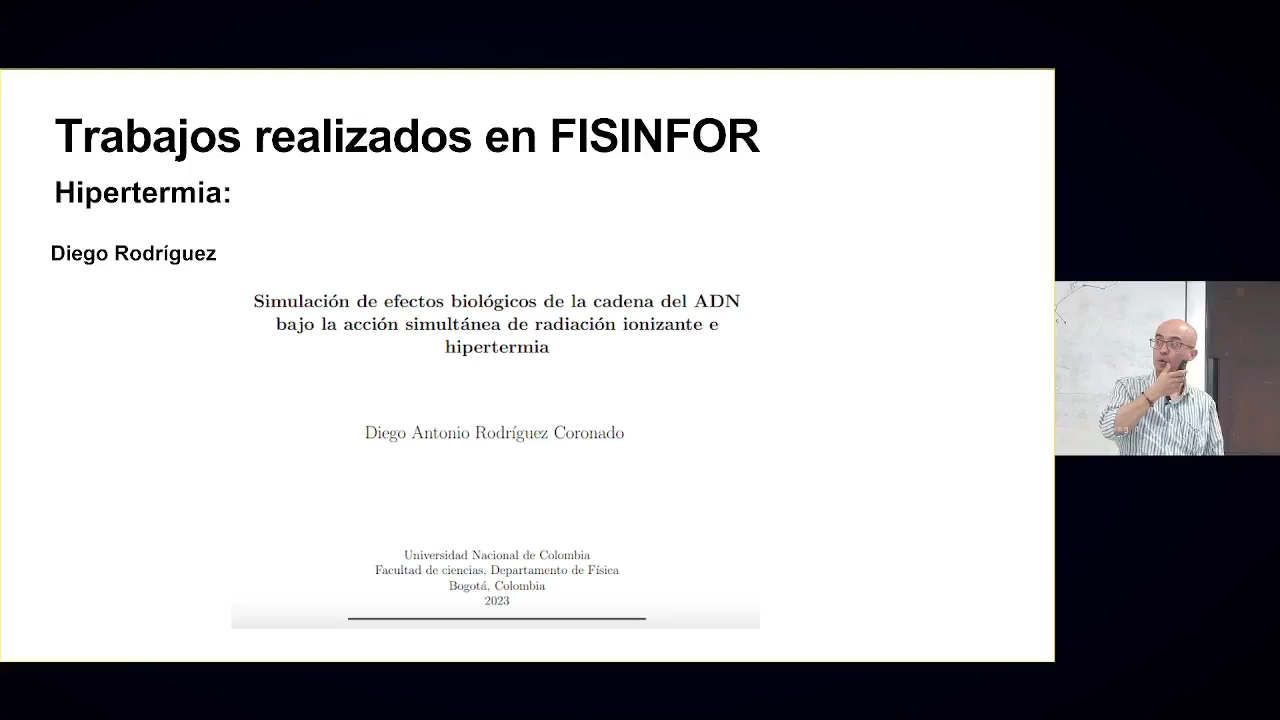 Trabajos realizados en FISINFOR
Hipertermia:
Diego Rodríguez
Simulación de efectos biológicos de la cadena del ADN
bajo la acción simultánea de radiación ionizante e
hipertermia
Diego Antonio Rodríguez Coronado
Universidad Nacional de Colombia
Facultad de ciencias, Departamento de Física
Bogotá, Colombia
2023